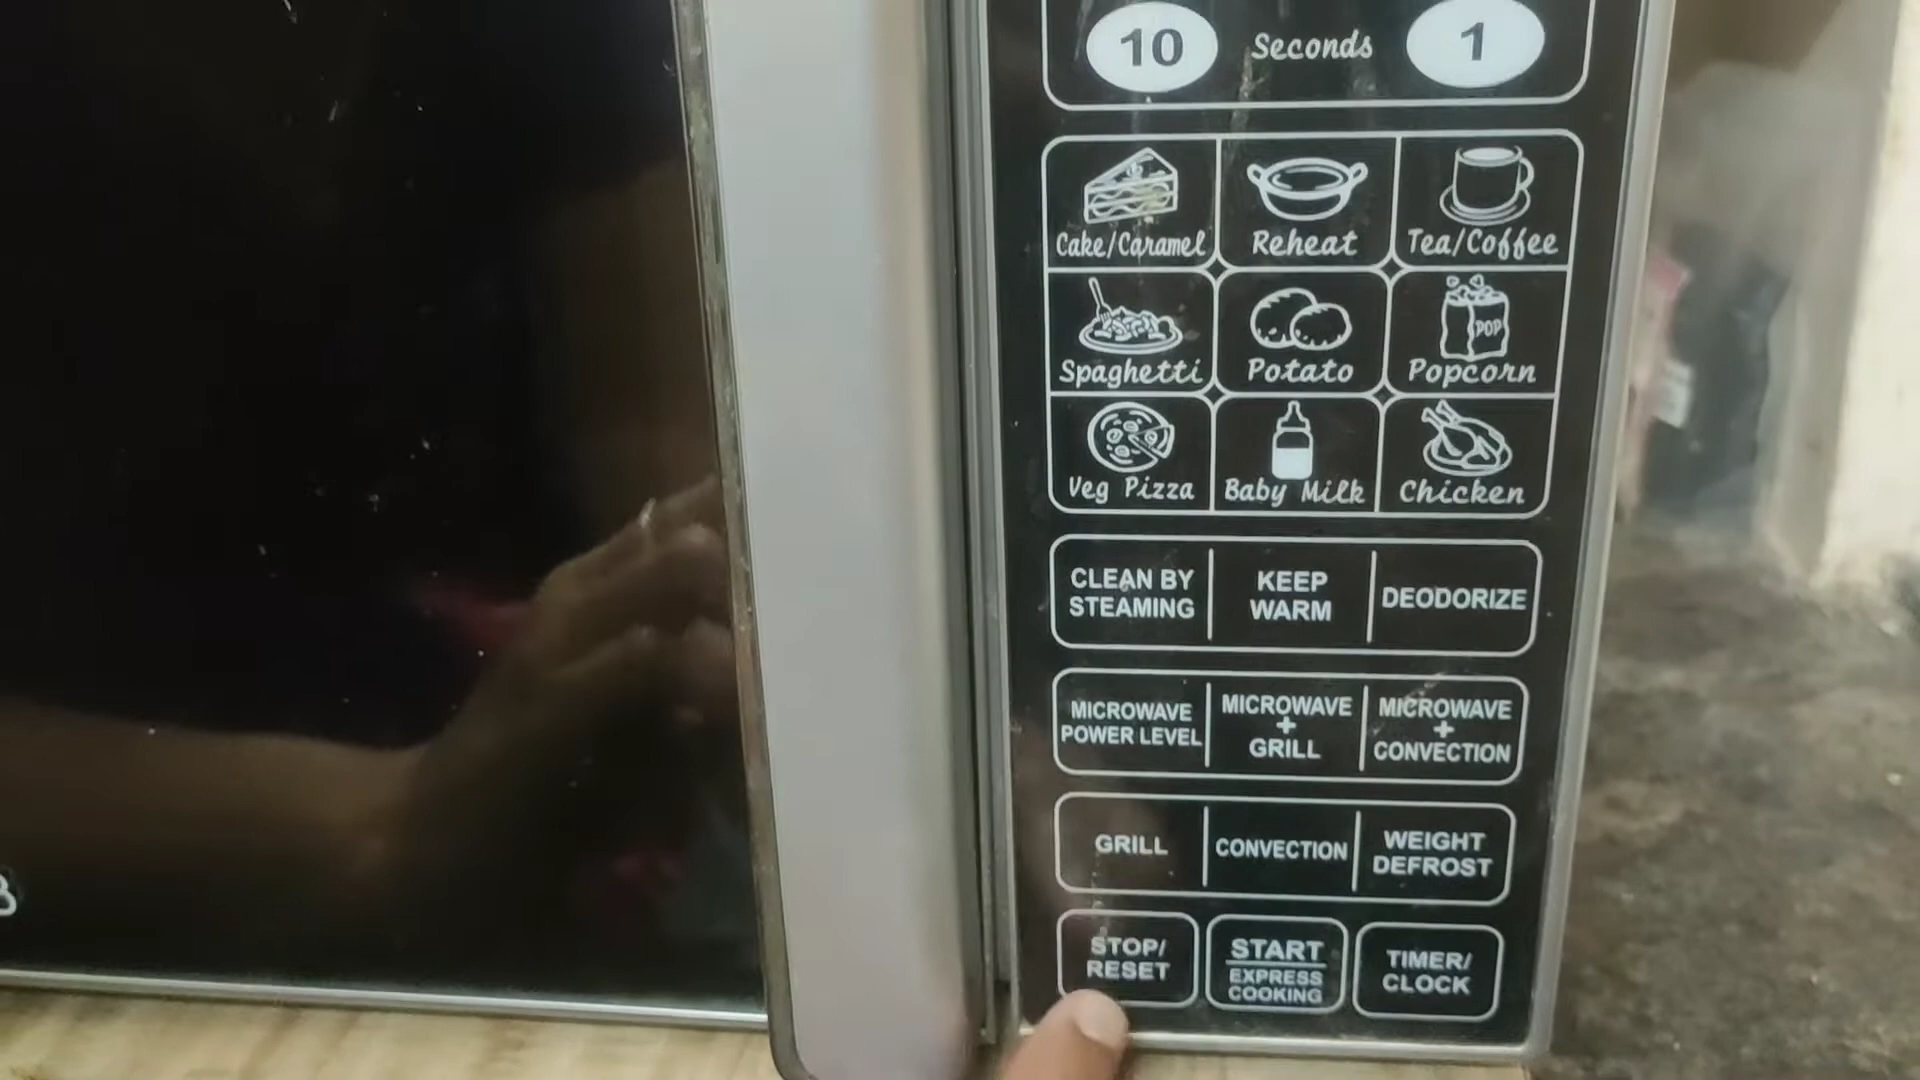 10 Seconds 1
Cake/Caramel Reheat Tea/Coffee
POP
Spaghetti Potato Popcorn
Veg Pizza Baby Milk Chicken
CLEAN BY
STEAMING
KEEP
WARM
DEODORIZE
MICROWAVE
POWER LEVEL
MICROWAVE
+
GRILL
MICROWAVE
+
CONVECTION
GRILL
CONVECTION
WEIGHT
DEFROST
STOP/
RESET
START
EXPRESS
COOKING
TIMER/
CLOCK